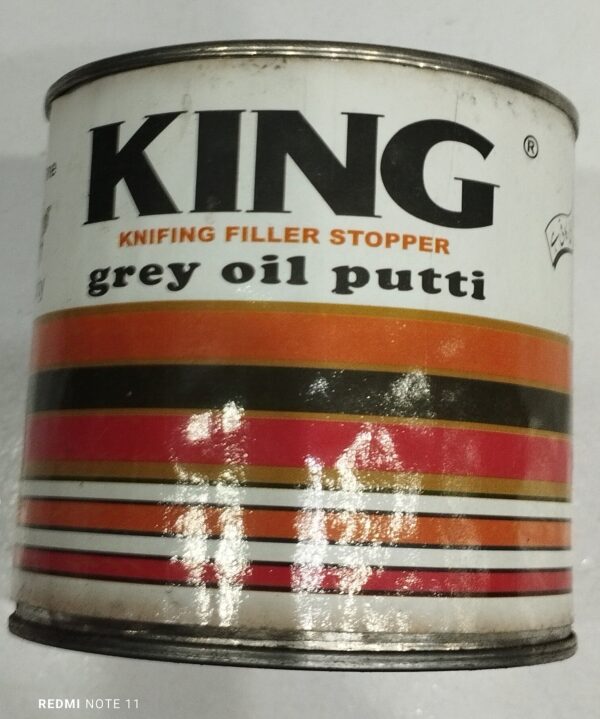 KING ®
KNIFING FILLER STOPPER
grey oil putti
REDMI NOTE 11